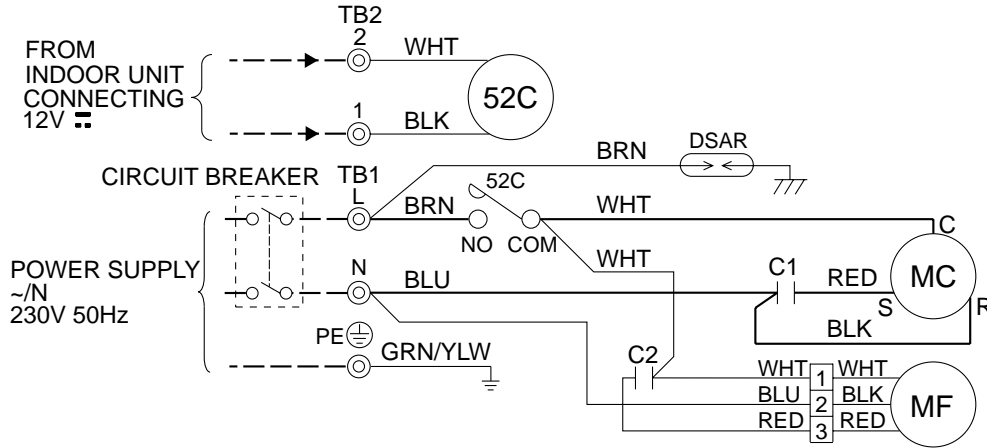 TB2
2
WHT
FROM
INDOOR UNIT
CONNECTING
12V
52C
1
BLK
BRN
DSAR
CIRCUIT BREAKER
TB1
L
BRN
52C
WHT
NO
COM
C
WHT
POWER SUPPLY
~/N
230V 50Hz
N
BLU
C1
RED
MC
S
R
BLK
PE
GRN/YLW
C2
WHT 1 WHT
BLU 2 BLK
RED 3 RED
MF